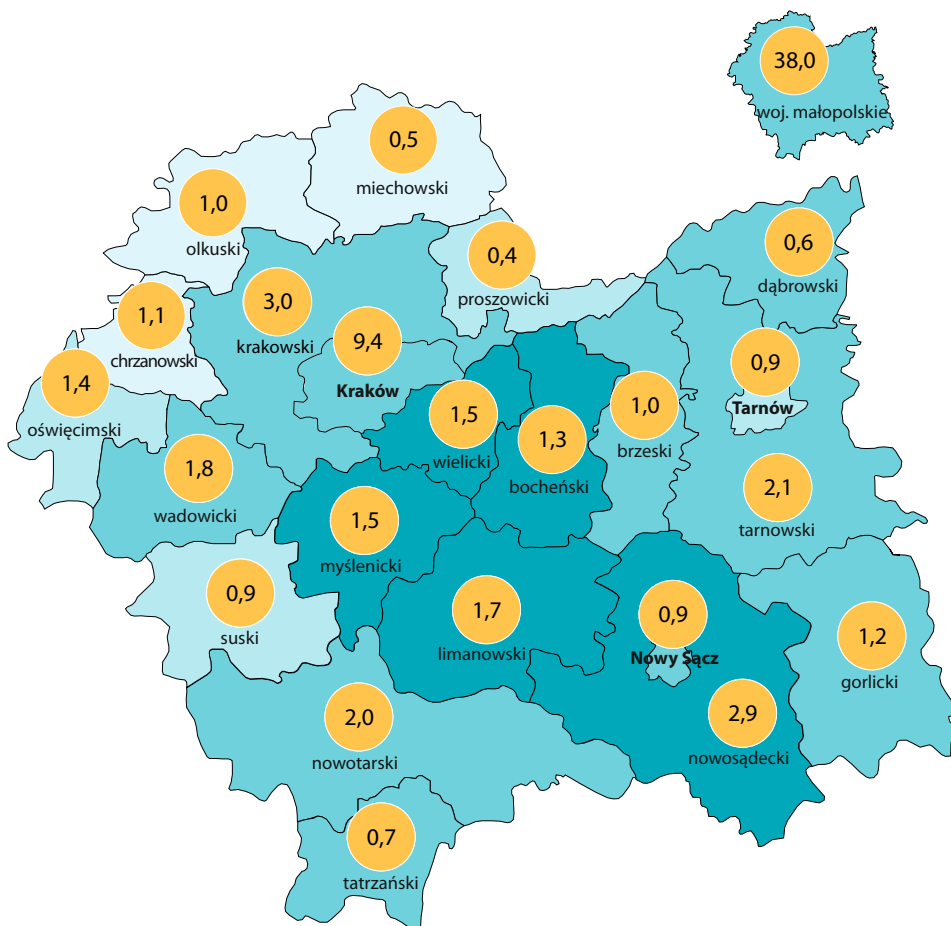 38,0
woj. małopolskie
0,5
miechowski
1,0
olkuski
0,6
dąbrowski
0,4
proszowicki
3,0
krakowski
1,1
chrzanowski
9,4
Kraków
0,9
Tarnów
1,4
oświęcimski
1,5
wielicki
1,3
bocheński
1,0
brzeski
1,8
wadowicki
2,1
tarnowski
1,5
myślenicki
0,9
suski
1,7
limanowski
0,9
Nowy Sącz
1,2
gorlicki
2,0
nowotarski
2,9
nowosądecki
0,7
tatrzański